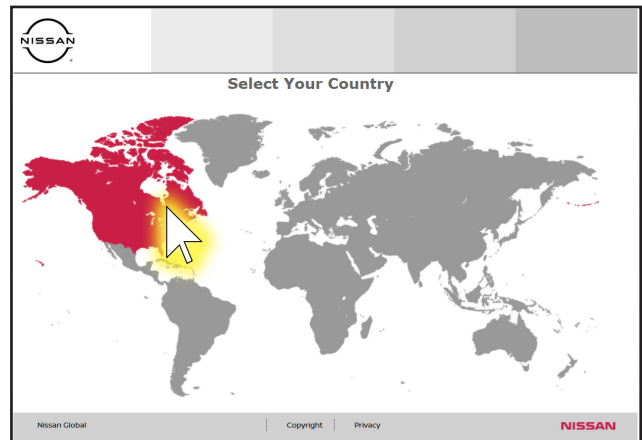 NISSAN
Select Your Country
Nissan Global
Copyright
Privacy
NISSAN